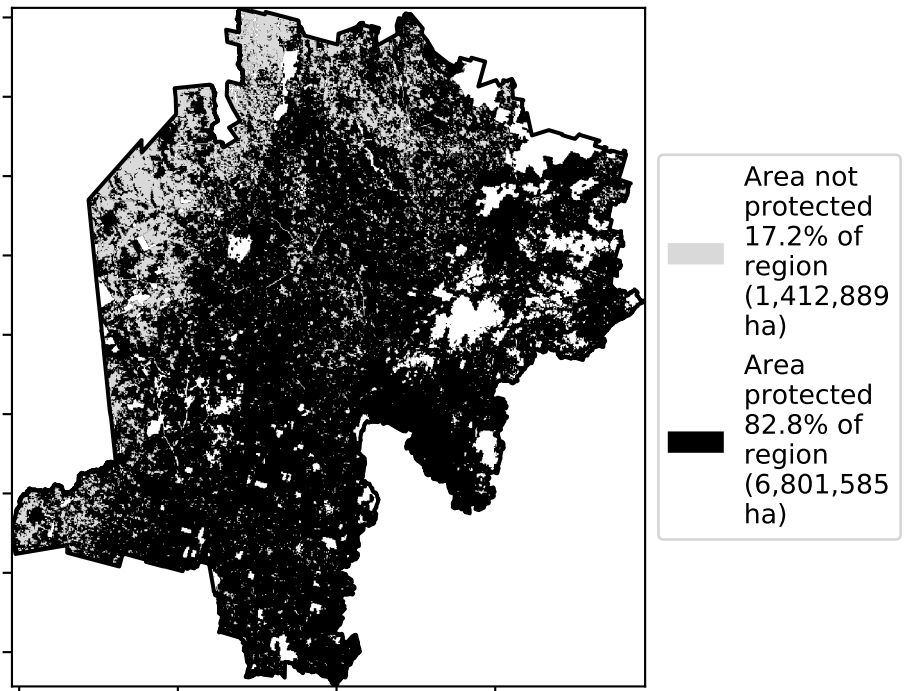 Area not
protected
17.2% of
region
(1,412,889
ha)
Area
protected
82.8% of
region
(6,801,585
ha)